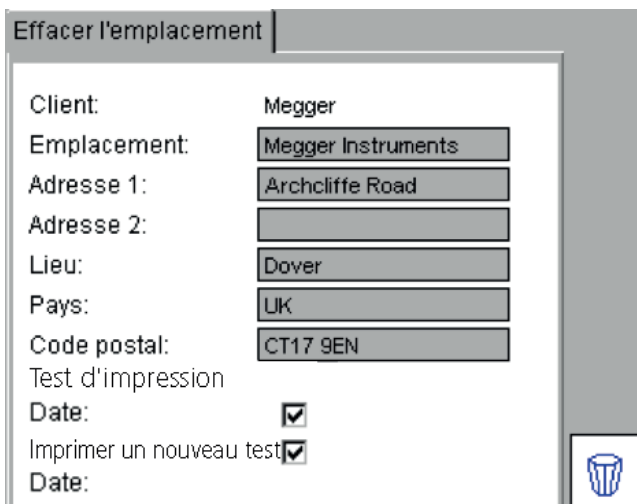 Effacer l'emplacement
Client: Megger
Emplacement: Megger Instruments
Adresse 1: Archcliffe Road
Adresse 2:
Lieu: Dover
Pays: UK
Code postal: CT17 9EN
Test d'impression
Date:
Imprimer un nouveau test
Date: